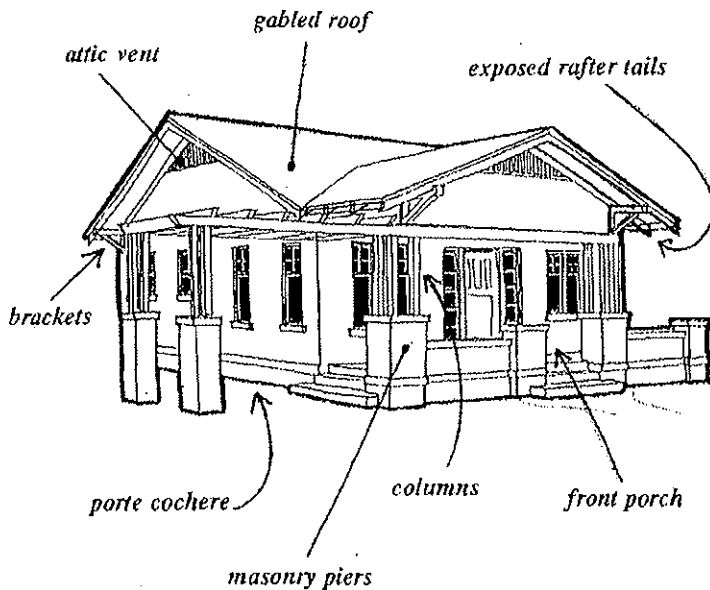 gabled roof
attic vent
exposed rafter tails
brackets
porte cochere
columns
front porch
masonry piers